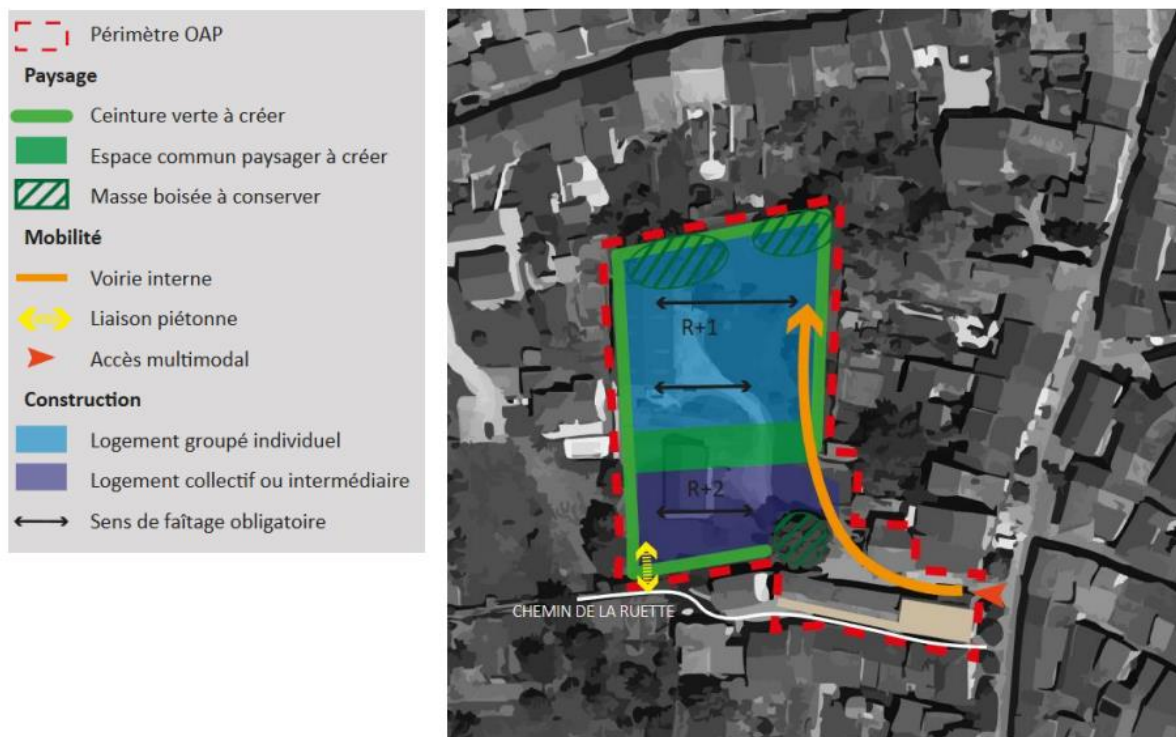 Périmètre OAP
Paysage
Ceinture verte à créer
Espace commun paysager à créer
Masse boisée à conserver
Mobilité
Voirie interne
Liaison piétonne
Accès multimodal
Construction
Logement groupé individuel
Logement collectif ou intermédiaire
Sens de faîtage obligatoire
R+1
R+2
CHEMIN DE LA RUETTE